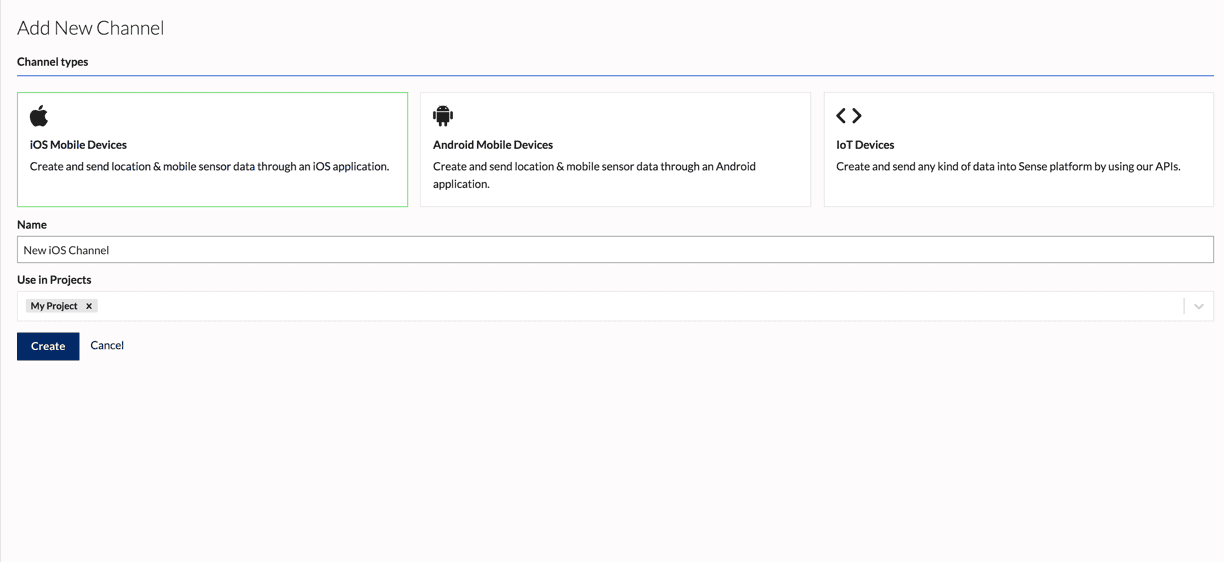 Add New Channel
Channel types
iOS Mobile Devices
Create and send location & mobile sensor data through an iOS application.
Android Mobile Devices
Create and send location & mobile sensor data through an Android
application.
IoT Devices
Create and send any kind of data into Sense platform by using our APIs.
Name
New iOS Channel
Use in Projects
My Project x
Create Cancel